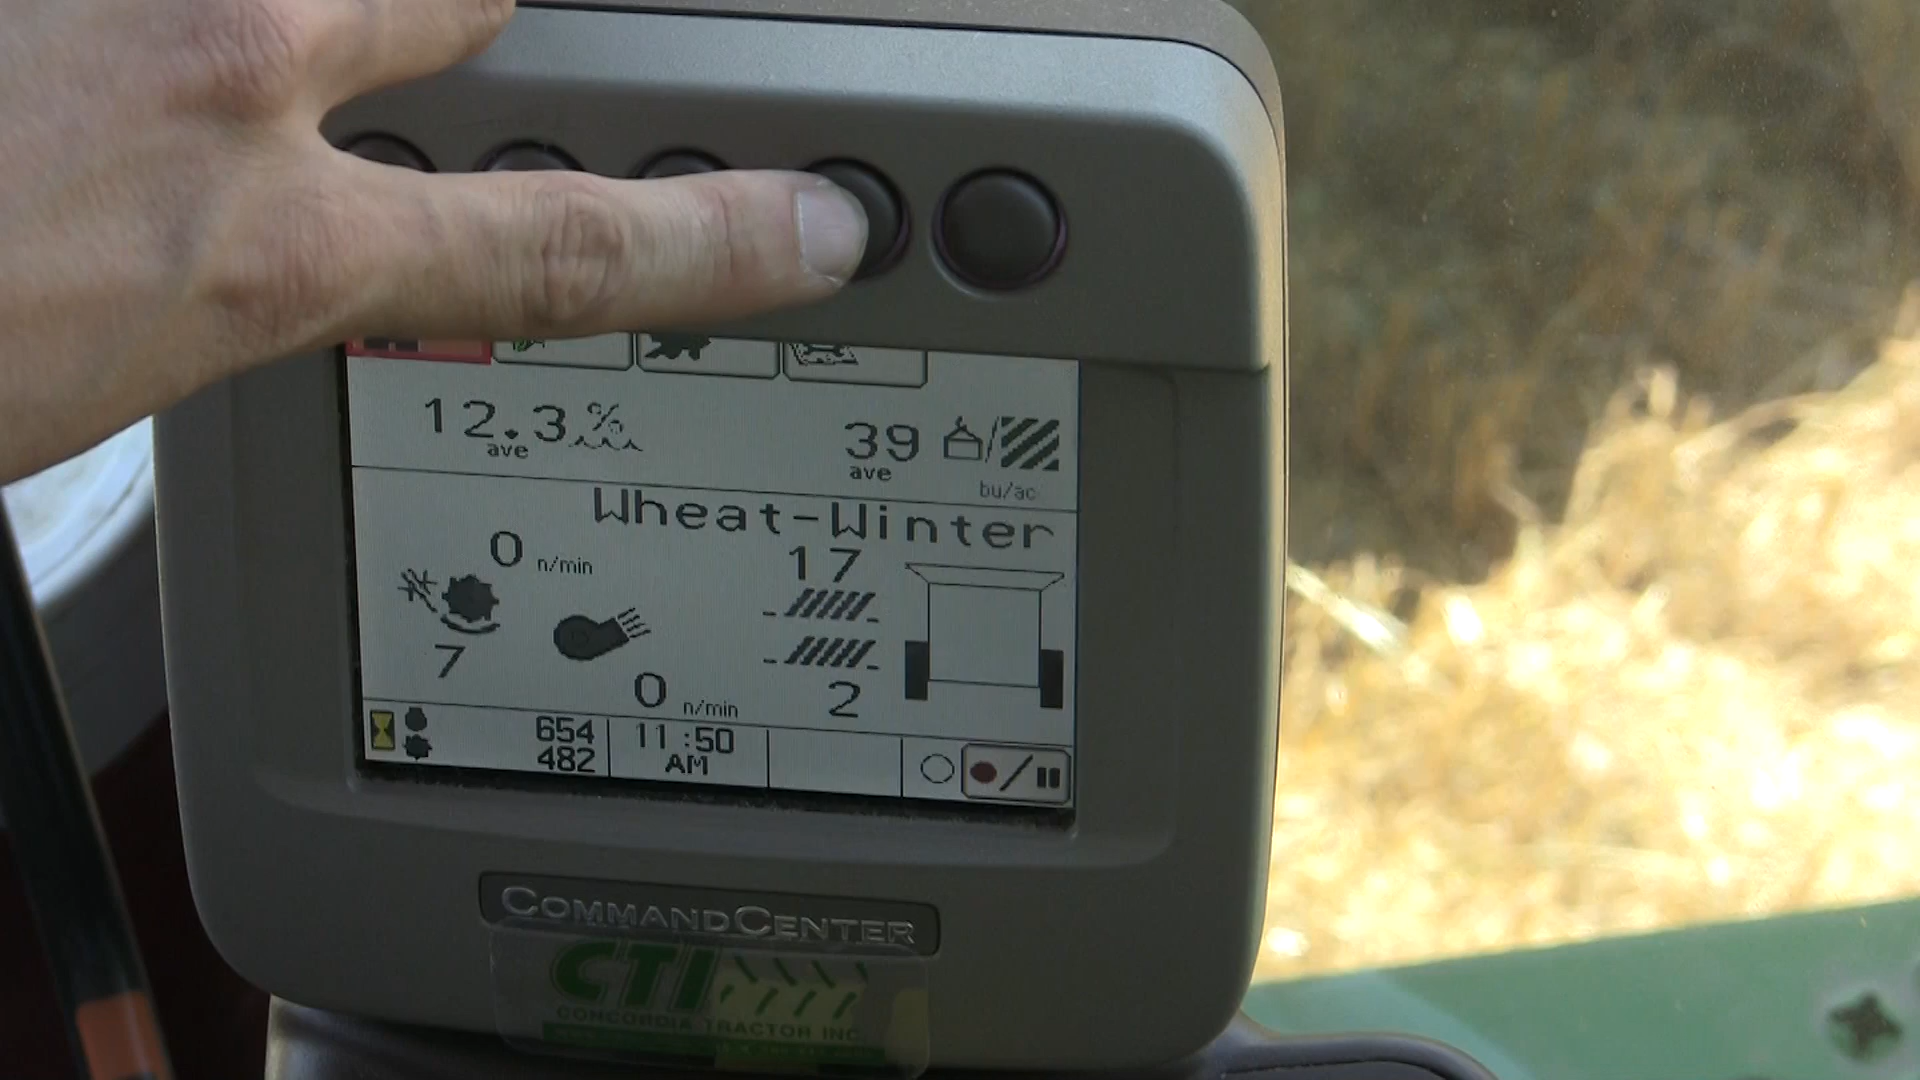 12.3 %
ave
39
ave
bu/ac
Wheat-Winter
0 n/min
17
7
2
0 n/min
654
482
11:50
AM
COMMANDCENTER
CTI
CONCORDIA TRACTOR INC